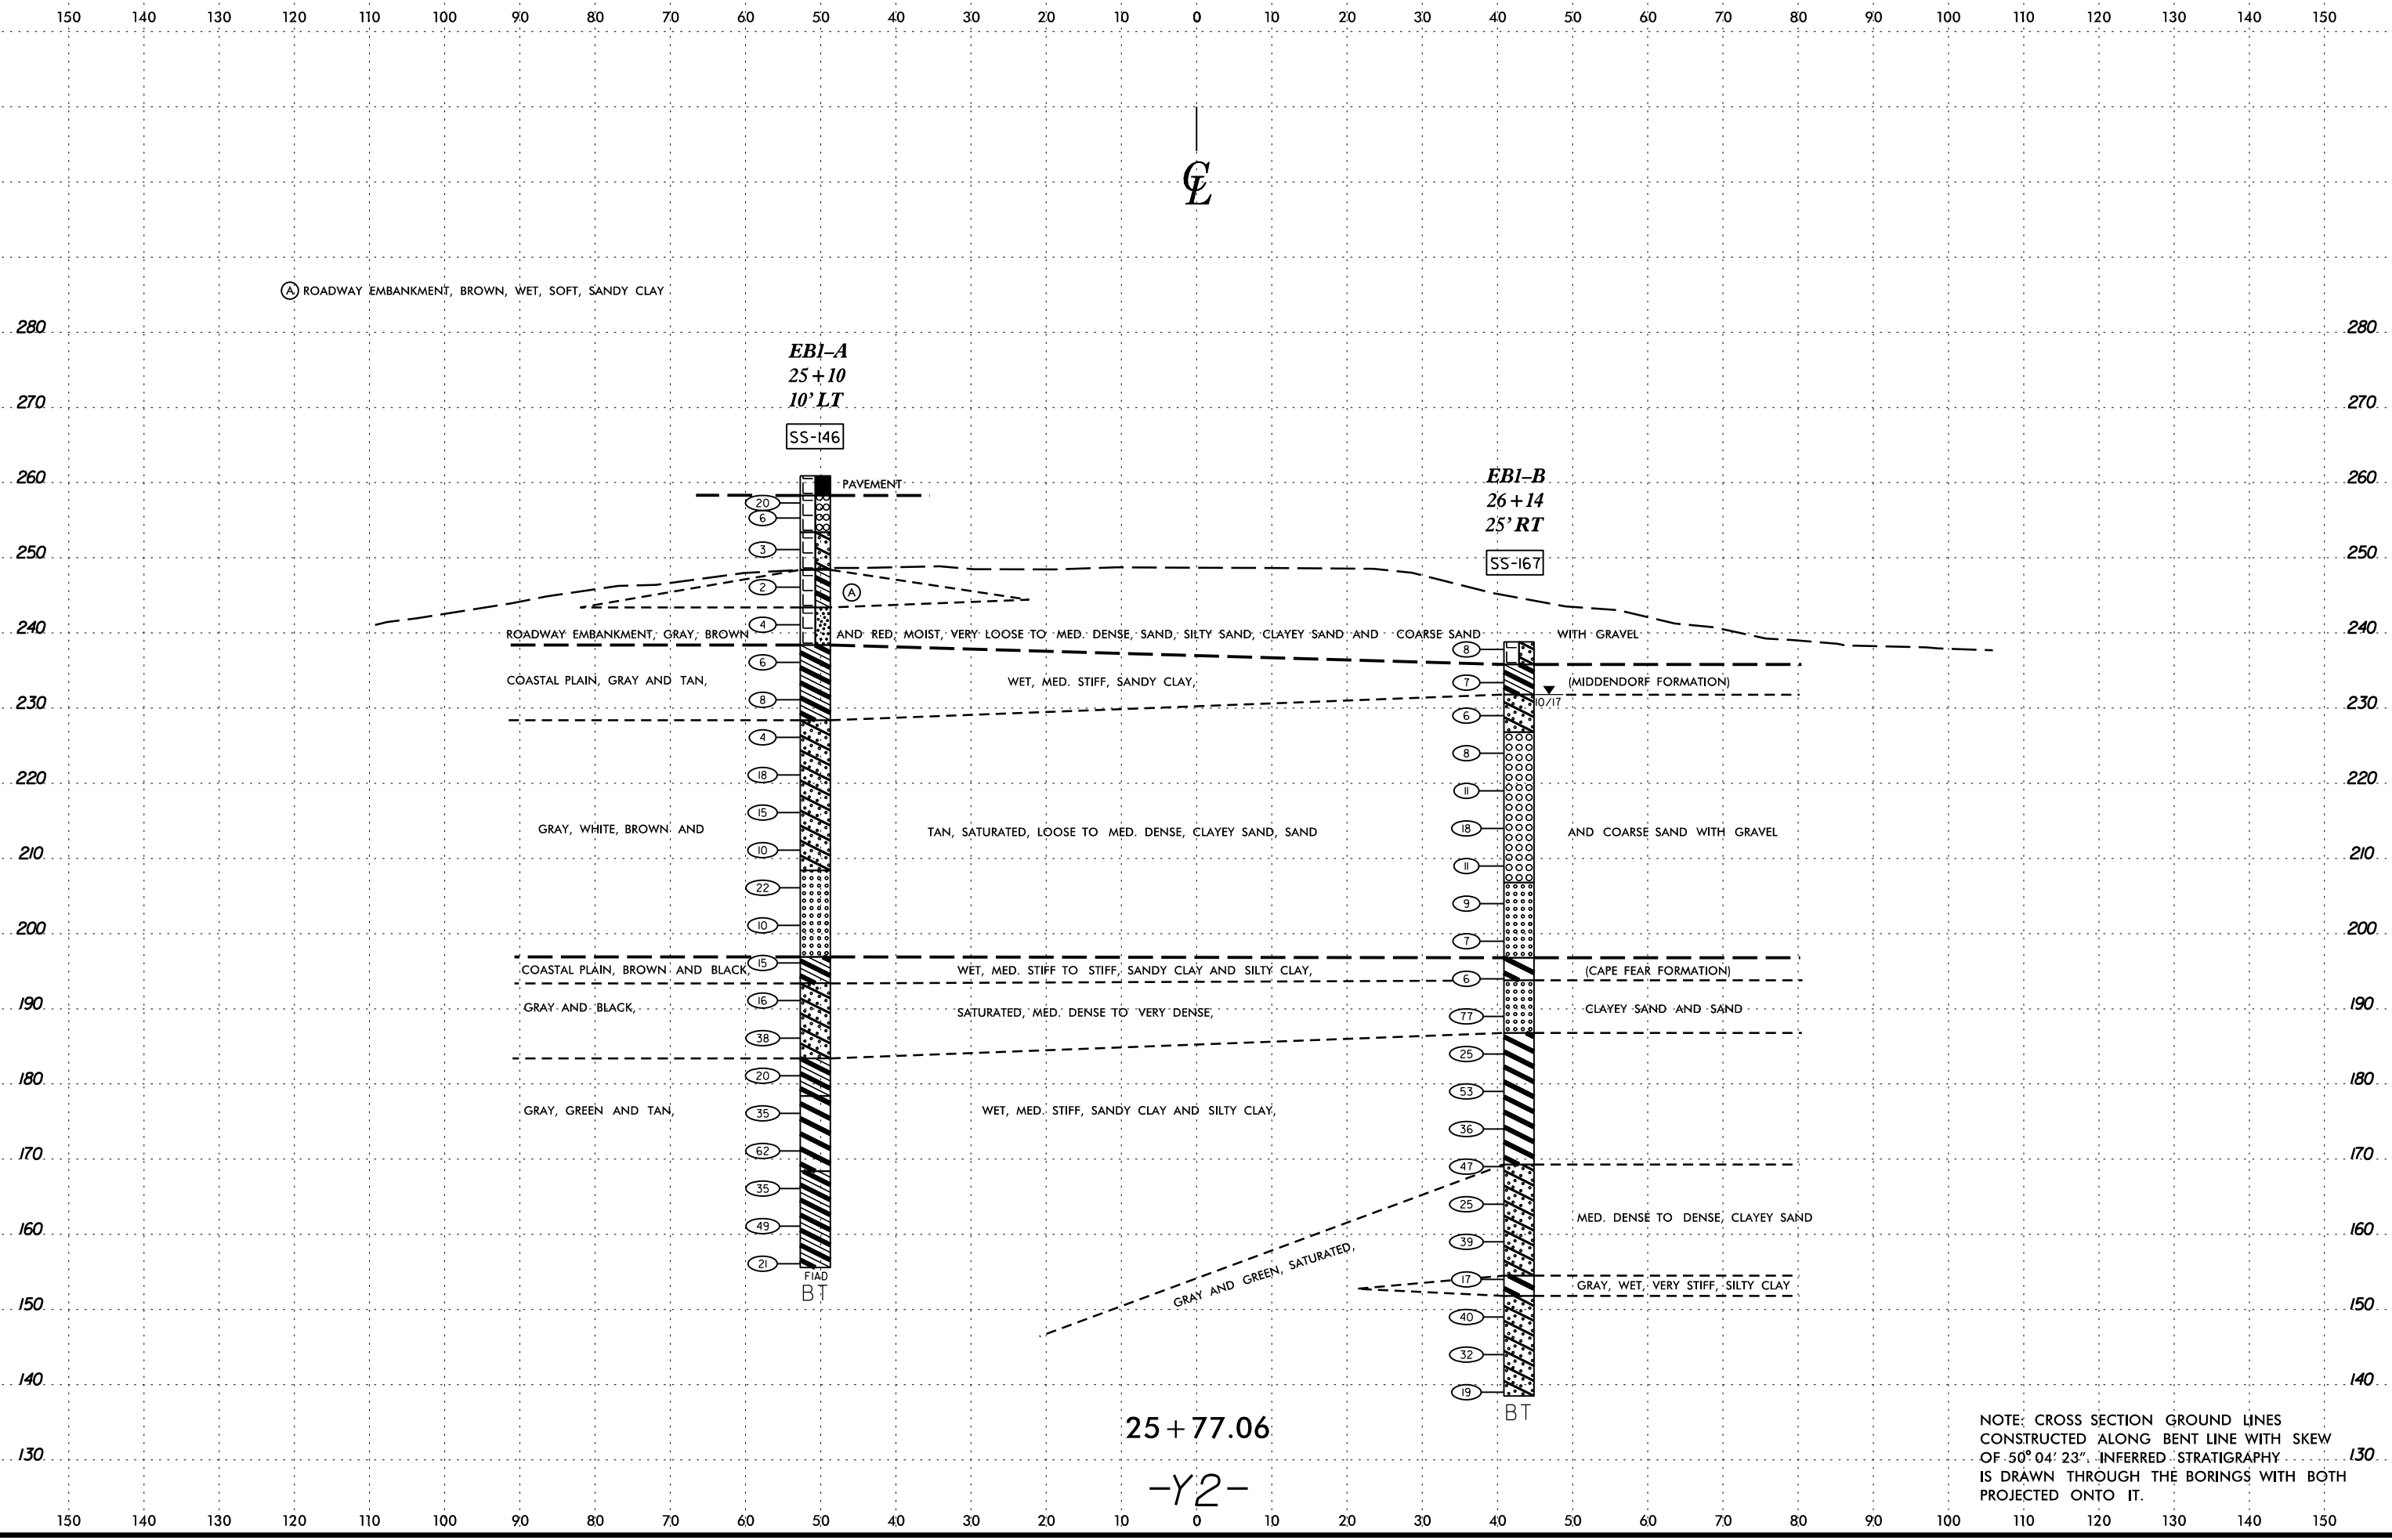 150 140 130 120 110 100 90 80 70 60 50 40 30 20 10 0 10 20 30 40 50 60 70 80 90 100 110 120 130 140 150
C L
A ROADWAY EMBANKMENT, BROWN, WET, SOFT, SANDY CLAY
280 280
EB1-A
25+10
10' LT
270 270
SS-146
260 260
PAVEMENT
EB1-B
26+14
25' RT
SS-167
20
6
3
250 250
2
A
4
240 240
ROADWAY EMBANKMENT, GRAY, BROWN AND RED, MOIST, VERY LOOSE TO MED. DENSE, SAND, SILTY SAND, CLAYEY SAND AND COARSE SAND WITH GRAVEL
8
6
COASTAL PLAIN, GRAY AND TAN, WET, MED. STIFF, SANDY CLAY, (MIDDENDORF FORMATION)
7
8
10/17
230 230
6
4
8
18
220 220
11
15
GRAY, WHITE, BROWN AND TAN, SATURATED, LOOSE TO MED. DENSE, CLAYEY SAND, SAND AND COARSE SAND WITH GRAVEL
18
10
210 210
11
22
9
10
200 200
7
15
COASTAL PLAIN, BROWN AND BLACK, WET, MED. STIFF TO STIFF, SANDY CLAY AND SILTY CLAY, (CAPE FEAR FORMATION)
6
16
190 190
GRAY AND BLACK, SATURATED, MED. DENSE TO VERY DENSE, CLAYEY SAND AND SAND
77
38
25
20
180 180
53
35
GRAY, GREEN AND TAN, WET, MED. STIFF, SANDY CLAY AND SILTY CLAY,
36
62
170 170
47
35
25
MED. DENSE TO DENSE, CLAYEY SAND
49
160 160
39
GRAY AND GREEN, SATURATED,
21
FIAD
BT
17
GRAY, WET, VERY STIFF, SILTY CLAY
150 150
40
32
140 140
19
BT
25+77.06
-Y2-
130 130
NOTE: CROSS SECTION GROUND LINES
CONSTRUCTED ALONG BENT LINE WITH SKEW
OF 50° 04' 23". INFERRED STRATIGRAPHY
IS DRAWN THROUGH THE BORINGS WITH BOTH
PROJECTED ONTO IT.
150 140 130 120 110 100 90 80 70 60 50 40 30 20 10 0 10 20 30 40 50 60 70 80 90 100 110 120 130 140 150